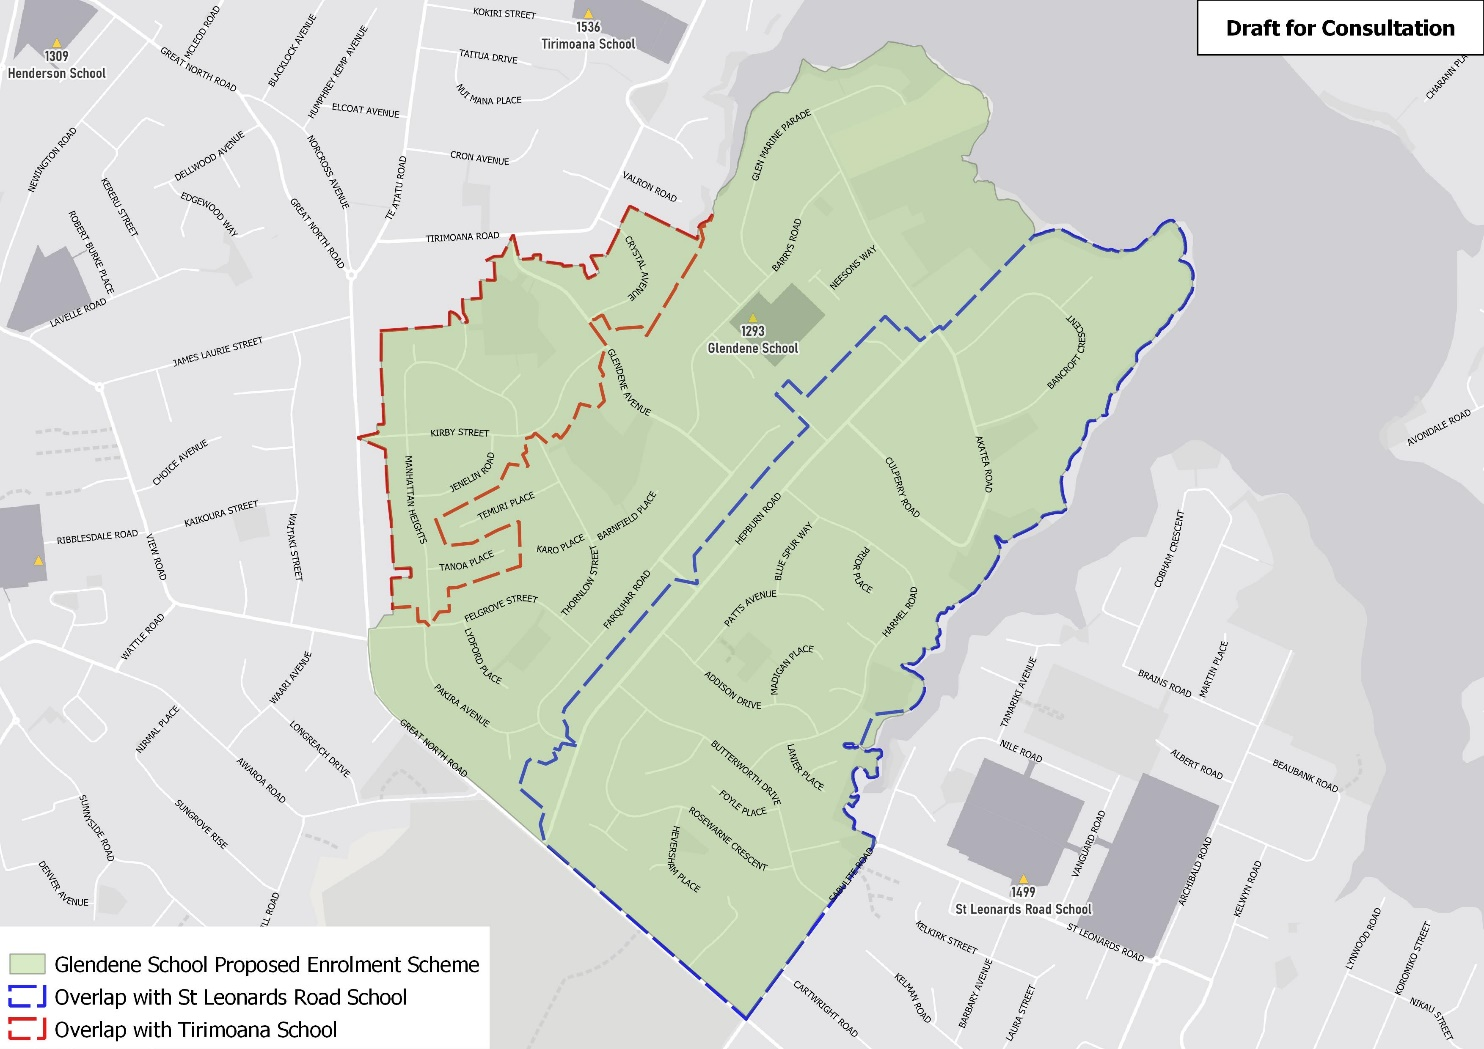 Draft for Consultation
1309
Henderson School
1536
Tirimoana School
KOKIRI STREET
MCLEOD ROAD
BLACKLOCK AVENUE
GREAT NORTH ROAD
HUMPHREY KEMP AVENUE
TAITUA DRIVE
NUI MANA PLACE
ELCOAT AVENUE
CRON AVENUE
CHARANN PLA
NEWINGTON ROAD
DELLWOOD AVENUE
NORCROSS AVENUE
KERERU STREET
EDGEWOOD WAY
TE ATATU ROAD
VALRON ROAD
GLEN MARINE PARADE
ROBERT BURKE PLACE
GREAT NORTH ROAD
TIRIMOANA ROAD
CRYSTAL AVENUE
BARRYS ROAD
NEESONS WAY
LAVELLE ROAD
JAMES LAURIE STREET
1293
Glendene School
BANCROFT CRESCENT
GLENDENE AVENUE
AVONDALE ROAD
KIRBY STREET
CHOICE AVENUE
JENELIN ROAD
MANHATTAN HEIGHTS
AKATEA ROAD
CULPERRY ROAD
TEMURI PLACE
BARNFIELD PLACE
HEPBURN ROAD
KAIKOURA STREET
RIBBLESDALE ROAD
VIEW ROAD
WAITAKI STREET
KARO PLACE
TANOA PLACE
THORNLOW STREET
BLUE SPUR WAY
PRIOR PLACE
COBHAM CRESCENT
FARQUHAR ROAD
FELGROVE STREET
PATTS AVENUE
HARMEL ROAD
WATTLE ROAD
LYDFORD PLACE
MADIGAN PLACE
WAARI AVENUE
PAKIRA AVENUE
ADDISON DRIVE
TAMARIKI AVENUE
BRAINS ROAD
MARTIN PLACE
NIRMAL PLACE
LONGREACH DRIVE
GREAT NORTH ROAD
AWAROA ROAD
BUTTERWORTH DRIVE
LANIER PLACE
NILE ROAD
ALBERT ROAD
BEAUBANK ROAD
SUNNYSIDE ROAD
SUNGROVE RISE
FOYLE PLACE
ROSEWARNE CRESCENT
HEVERSHAM PLACE
SABULITE ROAD
VANGUARD ROAD
ARCHIBALD ROAD
DENVER AVENUE
1499
St Leonards Road School
KELWYN ROAD
LL ROAD
KELKIRK STREET
ST LEONARDS ROAD
LYNWOOD ROAD
KOROMIKO STREET
CARTWRIGHT ROAD
KELMAN ROAD
BARBARY AVENUE
LAURA STREET
NIKAU STREET
Glendene School Proposed Enrolment Scheme
Overlap with St Leonards Road School
Overlap with Tirimoana School